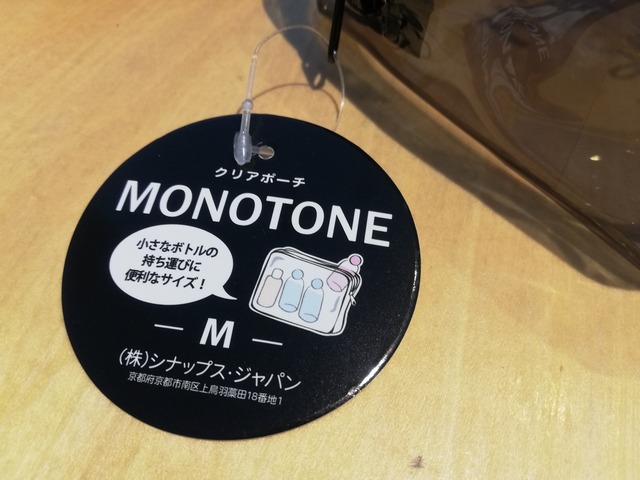 クリアポーチ
MONOTONE
小さなボトルの
持ち運びに
便利なサイズ！
— M —
(株)シナップス・ジャパン
京都府京都市南区上鳥羽藁田18番地1